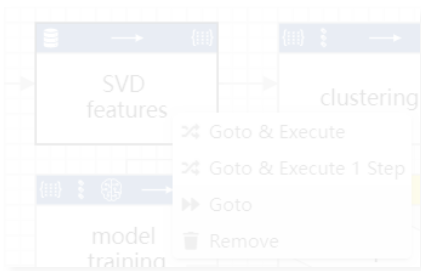 SVD
features
clustering
Goto & Execute
Goto & Execute 1 Step
Goto
Remove
model
training